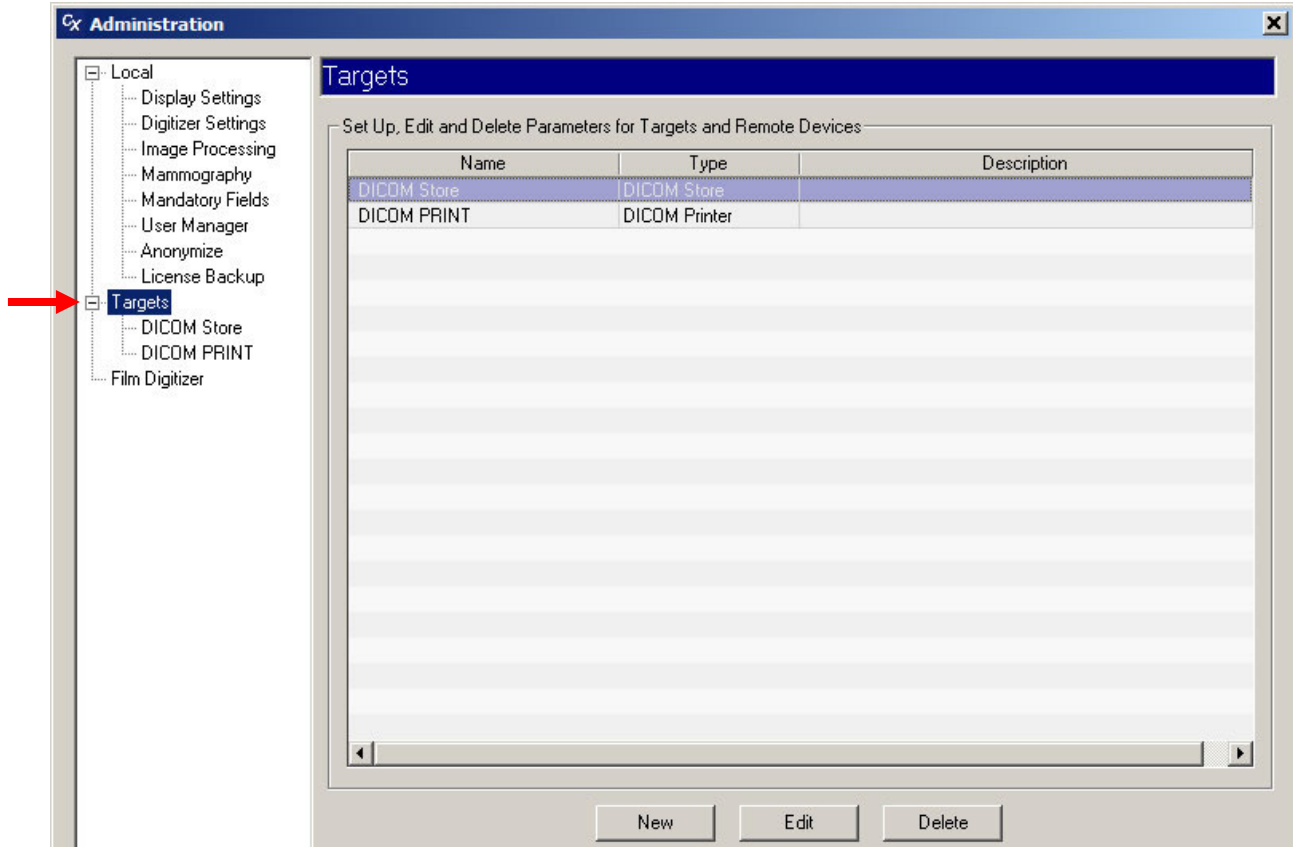 Cx Administration
Local
Display Settings
Digitizer Settings
Image Processing
Mammography
Mandatory Fields
User Manager
Anonymize
License Backup
Targets
DICOM Store
DICOM PRINT
Film Digitizer
Targets
Set Up, Edit and Delete Parameters for Targets and Remote Devices
Name Type Description
DICOM Store DICOM Store
DICOM PRINT DICOM Printer
New Edit Delete